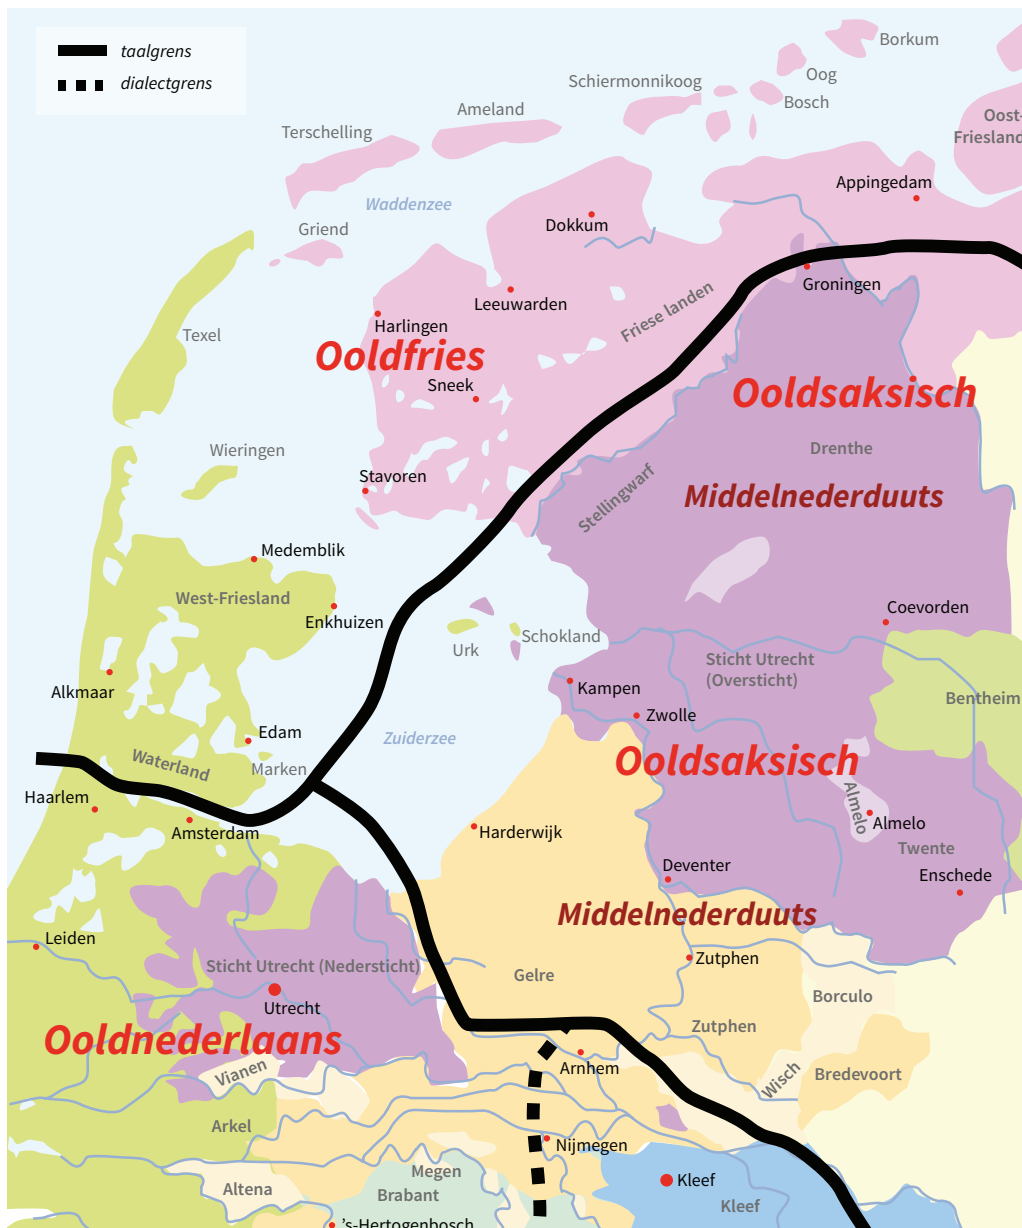 taalgrens
dialectgrens
Borkum
Oog
Schiermonnikoog
Bosch
Ameland
Oost-
Friesland
Terschelling
Appingedam
Waddenzee
Dokkum
Griend
Groningen
Leeuwarden
Friese landen
Harlingen
Texel
Ooldfries
Sneek
Ooldsaksisch
Drenthe
Wieringen
Stavoren
Stellingwarf
Middelnederduuts
Medemblik
West-Friesland
Enkhuizen
Coevorden
Schokland
Urk
Sticht Utrecht
(Oversticht)
Kampen
Alkmaar
Bentheim
Zwolle
Edam
Zuiderzee
Ooldsaksisch
Waterland
Marken
Haarlem
Almelo
Almelo
Amsterdam
Harderwijk
Twente
Deventer
Enschede
Middelnederduuts
Leiden
Zutphen
Sticht Utrecht (Nedersticht)
Gelre
Borculo
Utrecht
Zutphen
Ooldnederlaans
Arnhem
Vianen
Wisch
Bredevoort
Arkel
Nijmegen
Megen
Kleef
Altena
Brabant
Kleef
's-Hertogenbosch